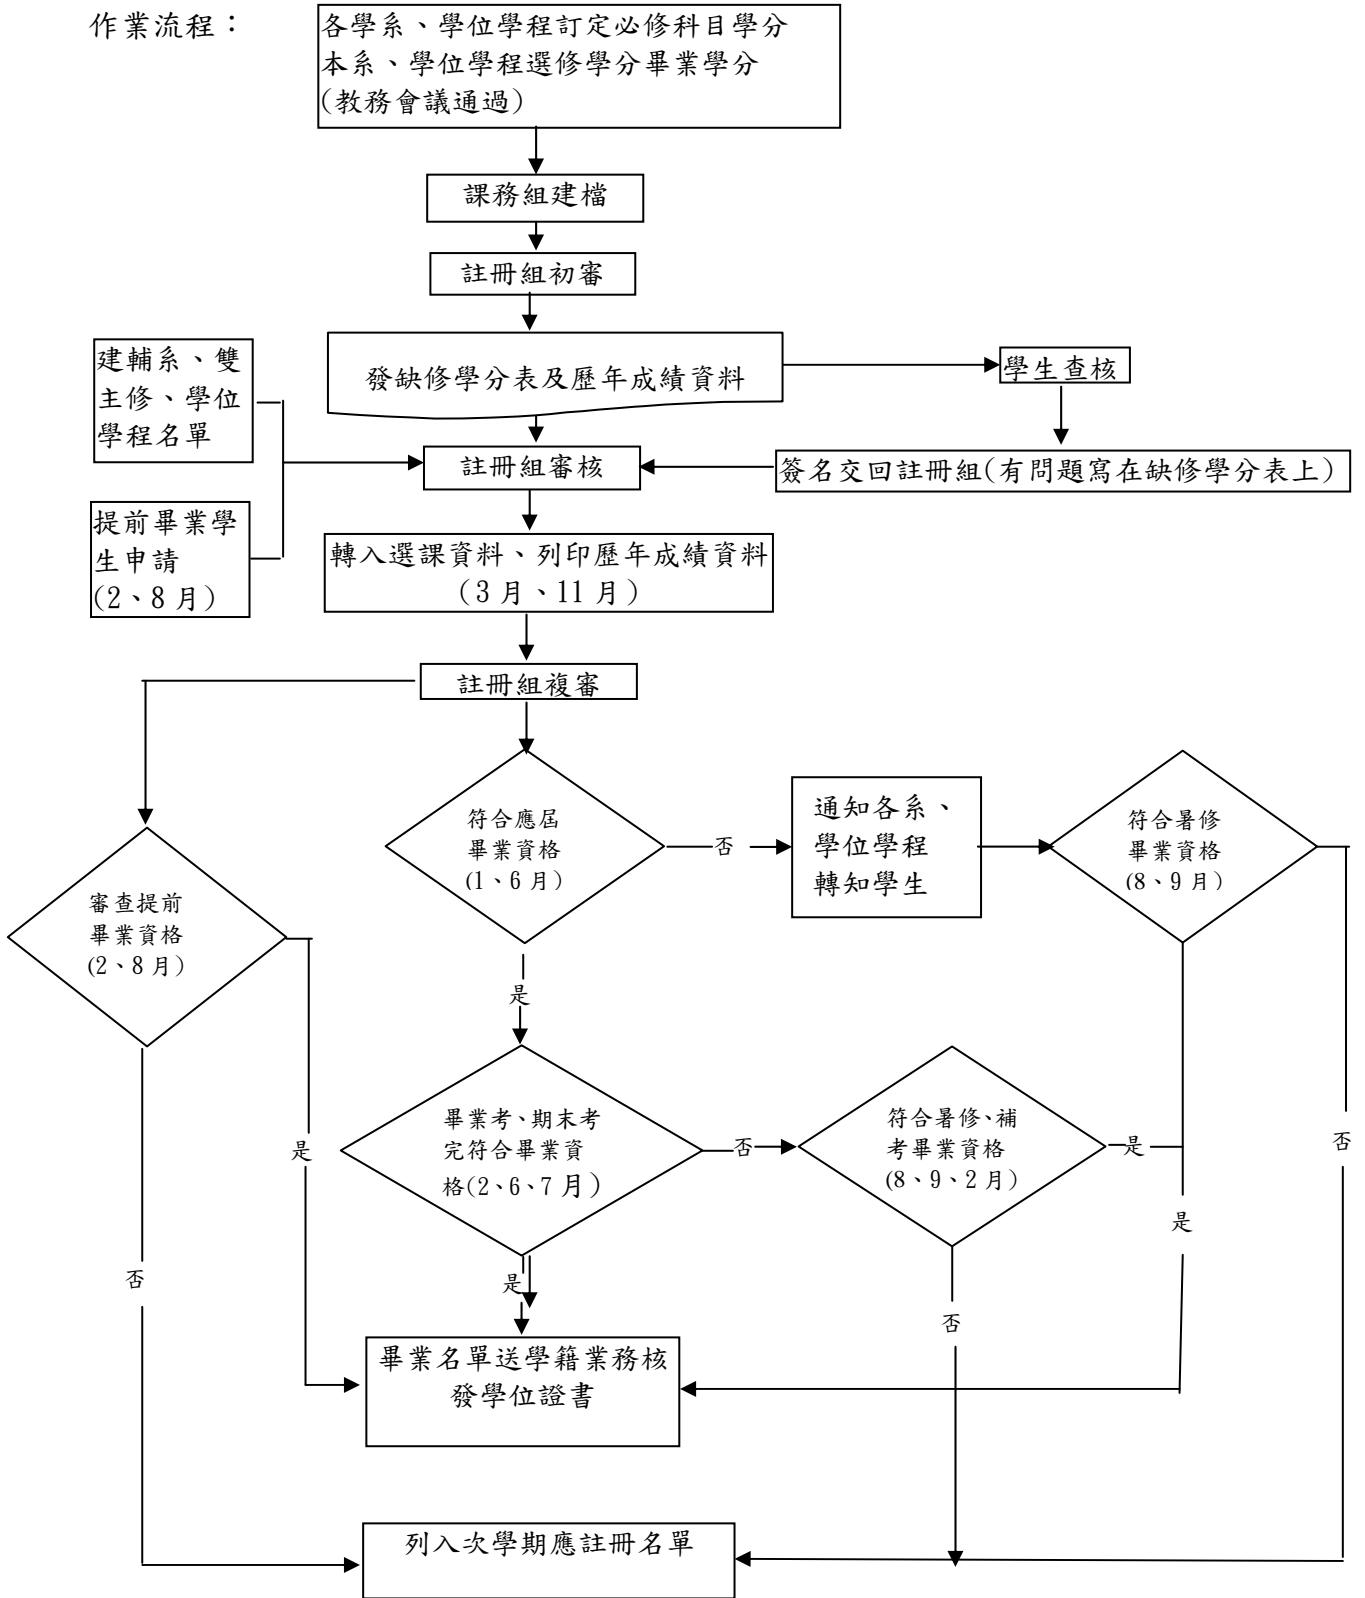 作業流程：
各學系、學位學程訂定必修科目學分
本系、學位學程選修學分畢業學分
(教務會議通過)
課務組建檔
註冊組初審
發缺修學分表及歷年成績資料
學生查核
建輔系、雙
主修、學位
學程名單
註冊組審核
簽名交回註冊組(有問題寫在缺修學分表上)
提前畢業學
生申請
(2、8 月)
轉入選課資料、列印歷年成績資料
(3 月、11 月)
註冊組複審
符合應屆
畢業資格
(1、6 月)
否
通知各系、
學位學程
轉知學生
符合暑修
畢業資格
(8、9 月)
審查提前
畢業資格
(2、8 月)
是
畢業考、期末考
完符合畢業資
格(2、6、7 月)
否
符合暑修、補
考畢業資格
(8、9、2 月)
是
是
否
是
否
是
否
畢業名單送學籍業務核
發學位證書
列入次學期應註冊名單